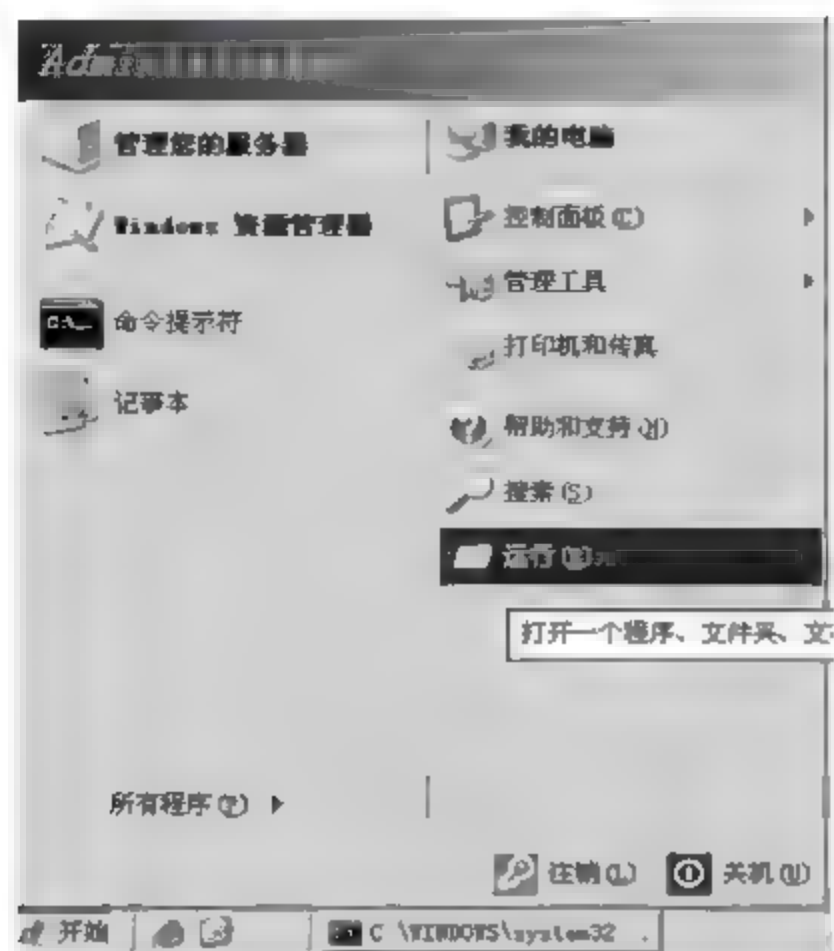 管理您的服务器
Windows 资源管理器
命令提示符
记事本
所有程序(P)
我的电脑
控制面板(C)
管理工具
打印机和传真
帮助和支持(H)
搜索(S)
运行(R)...
打开一个程序、文件夹、文
注销(L)
关机(U)
开始
C \WINDOWS\system32